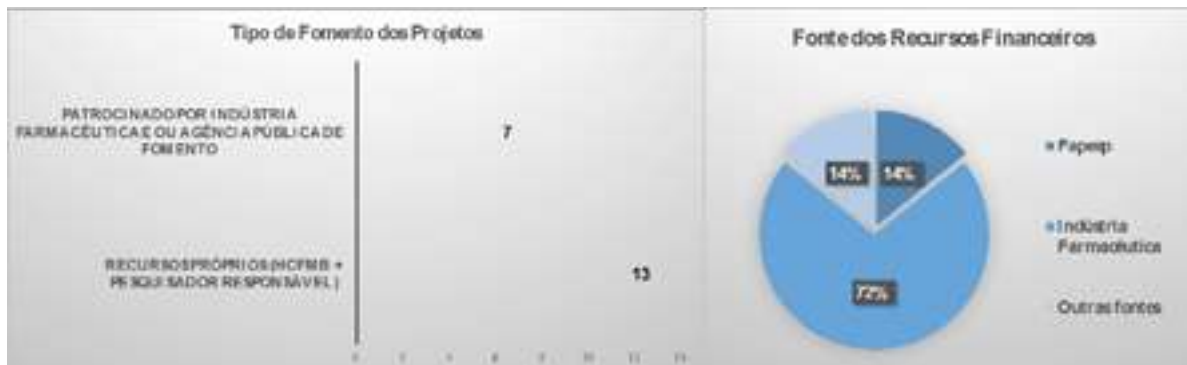 Tipo de Fomento dos Projetos
PATROCINADO POR INDÚSTRIA
FARMACÊUTICA E OU AGÊNCIA PÚBLICA DE
FOMENTO
7
RECURSOS PRÓPRIOS (HCFMB +
PESQUISADOR RESPONSÁVEL)
13
Fonte dos Recursos Financeiros
14%
14%
72%
Fapesp
Indústria
Farmacêutica
Outras fontes